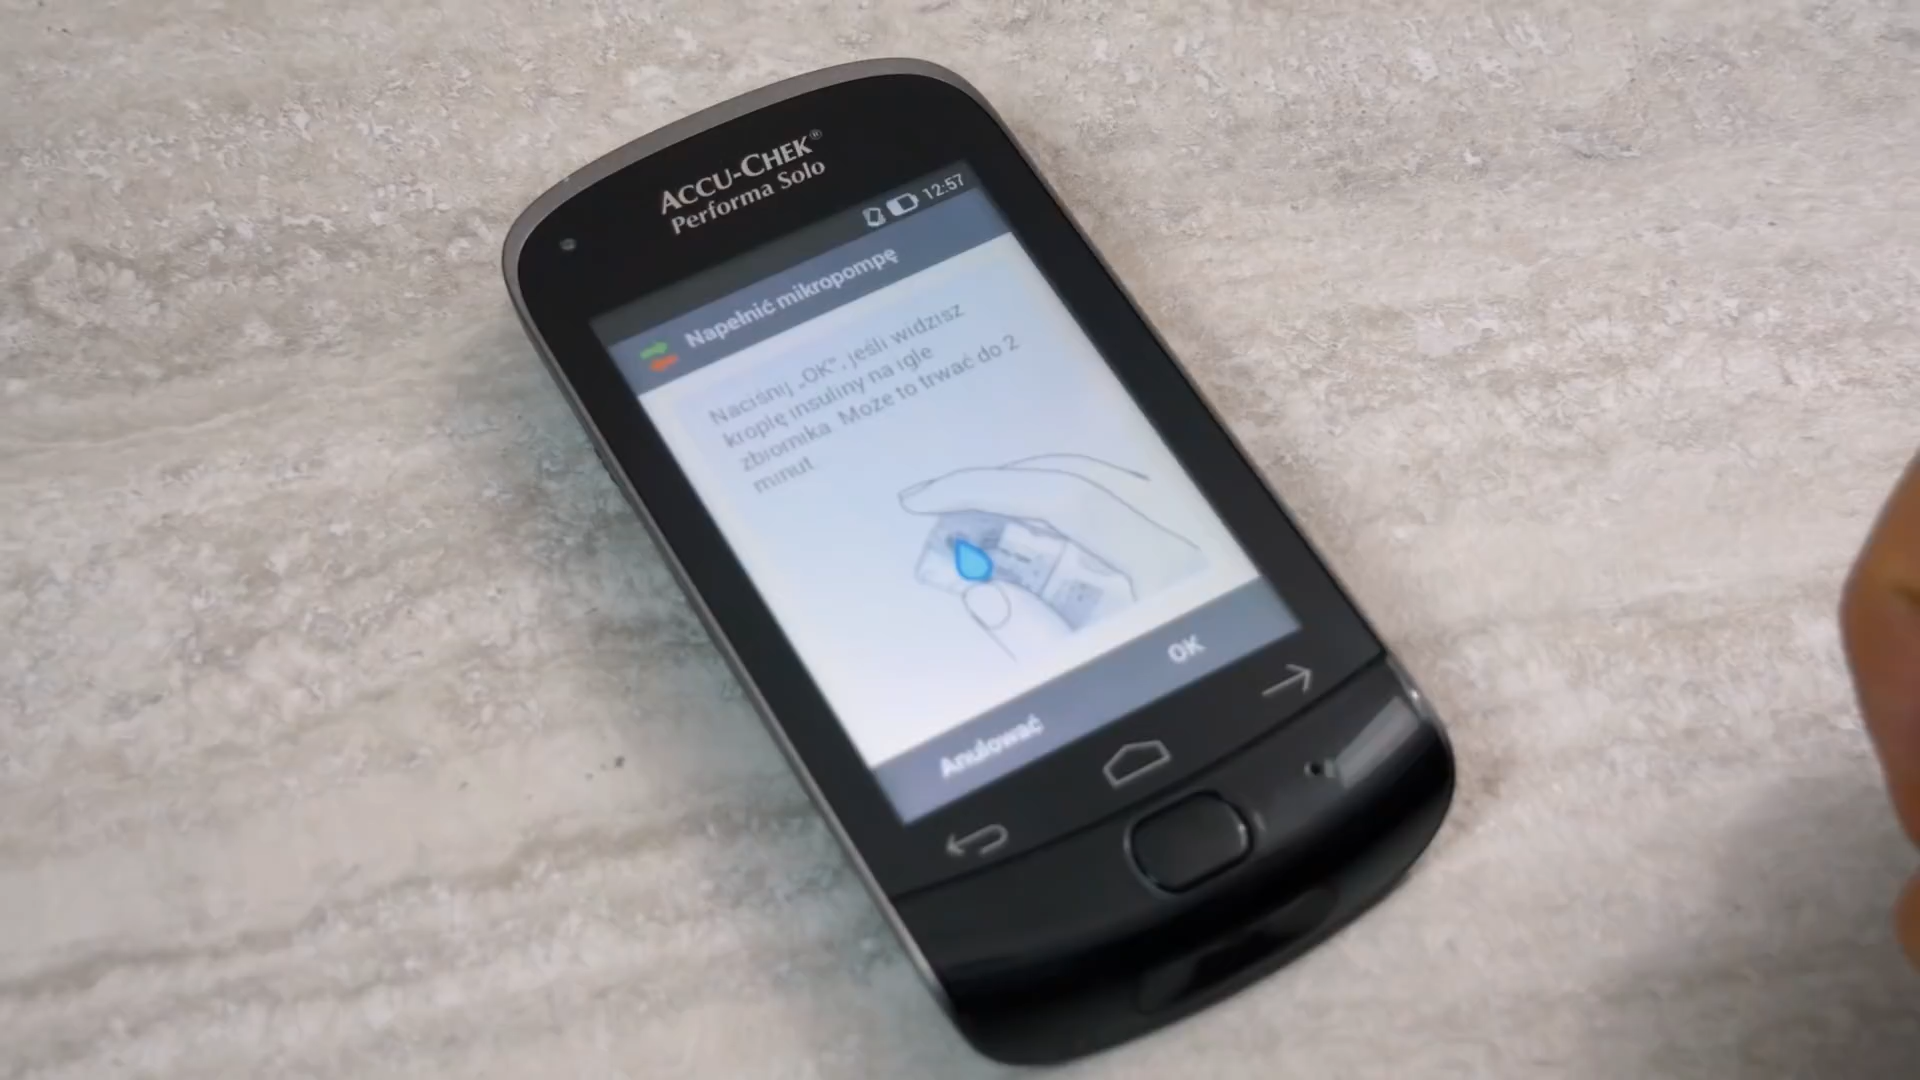 ACCU-CHEK®
Performa Solo
12:57
Napełnić mikropompę
Naciśnij „OK", jeśli widzisz
kroplę insuliny na igle
zbiornika. Może to trwać do 2
minut.
OK
Anulować